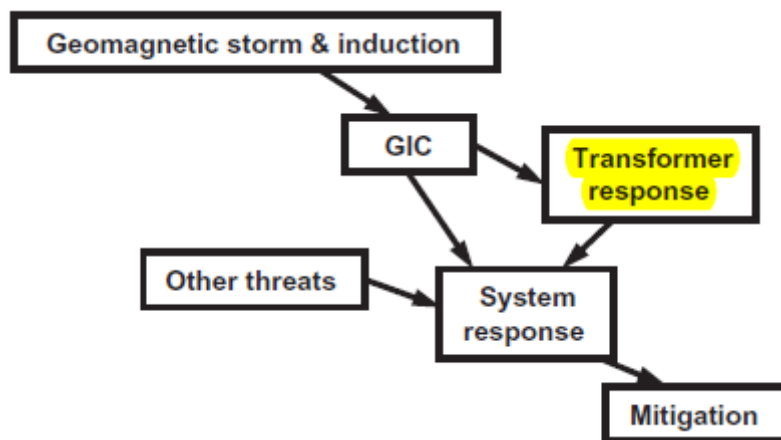 Geomagnetic storm & induction
GIC
Transformer
response
Other threats
System
response
Mitigation